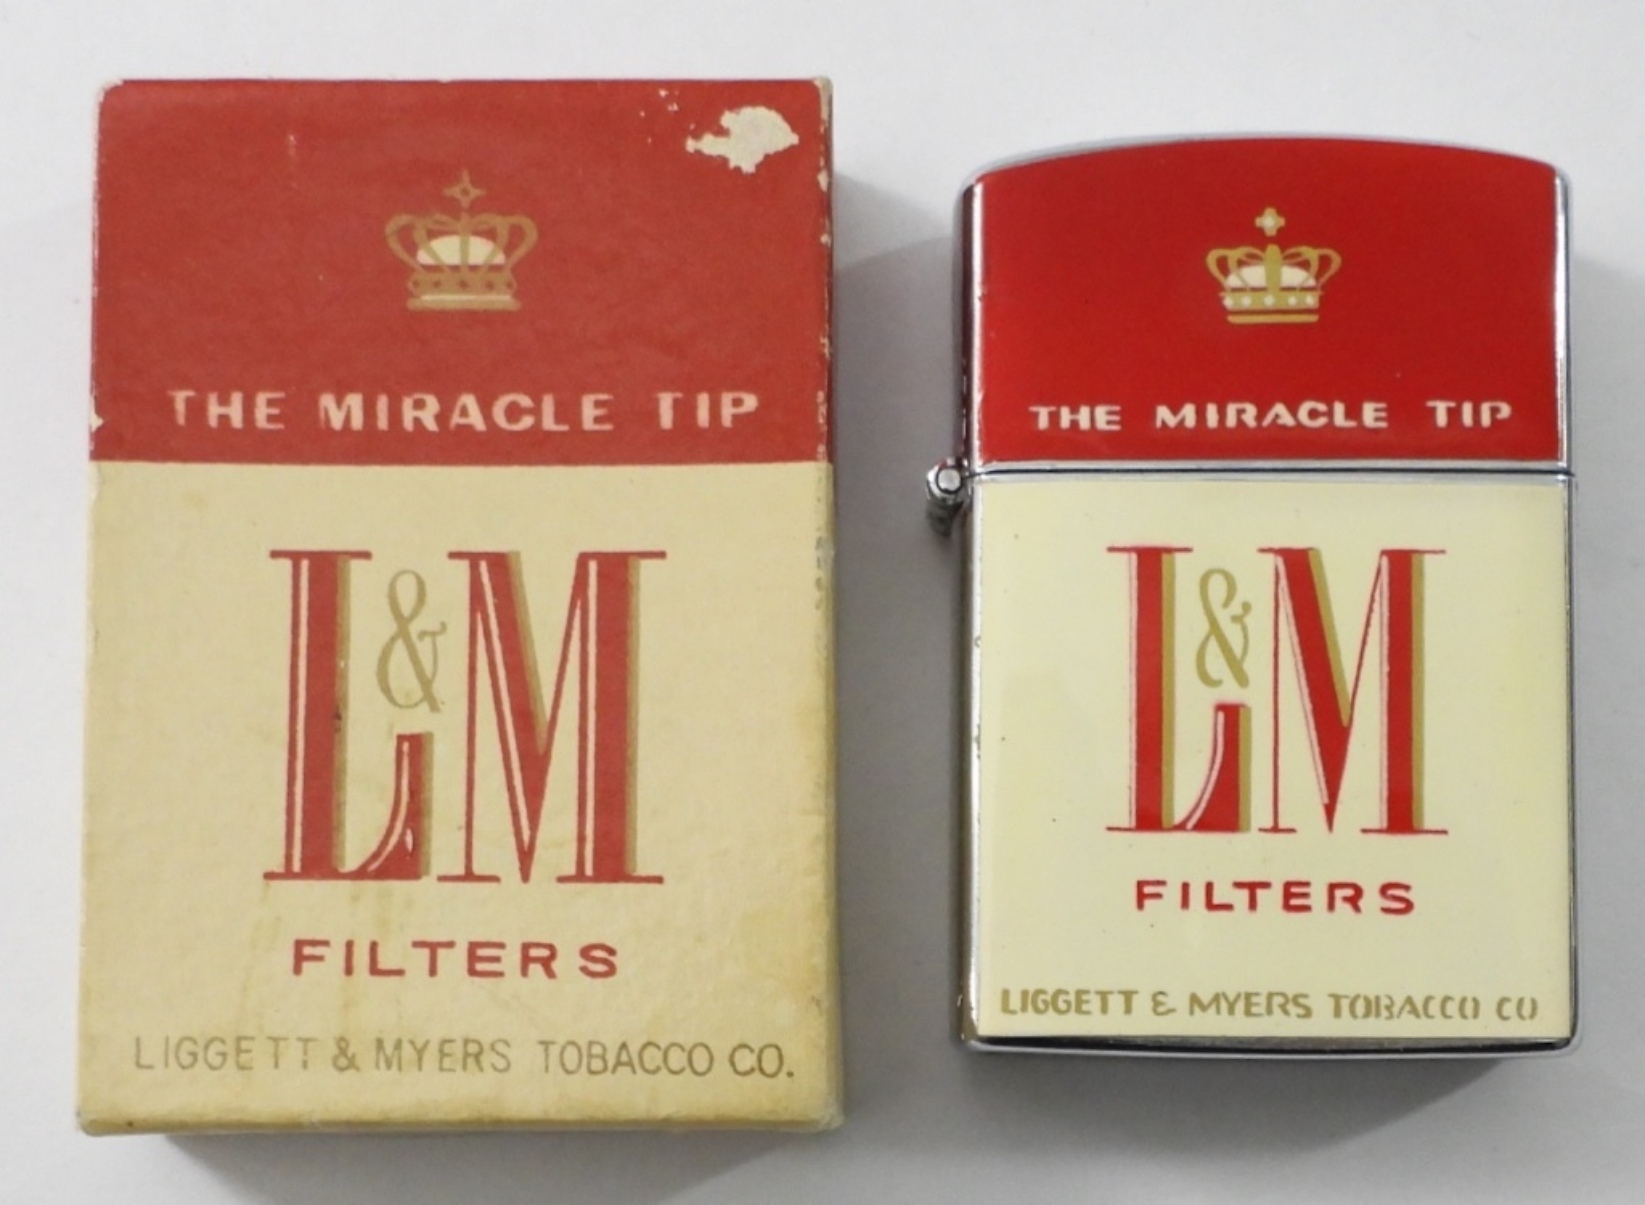 THE MIRACLE TIP
L&M
FILTERS
LIGGETT & MYERS TOBACCO CO.
THE MIRACLE TIP
L&M
FILTERS
LIGGETT & MYERS TOBACCO CO